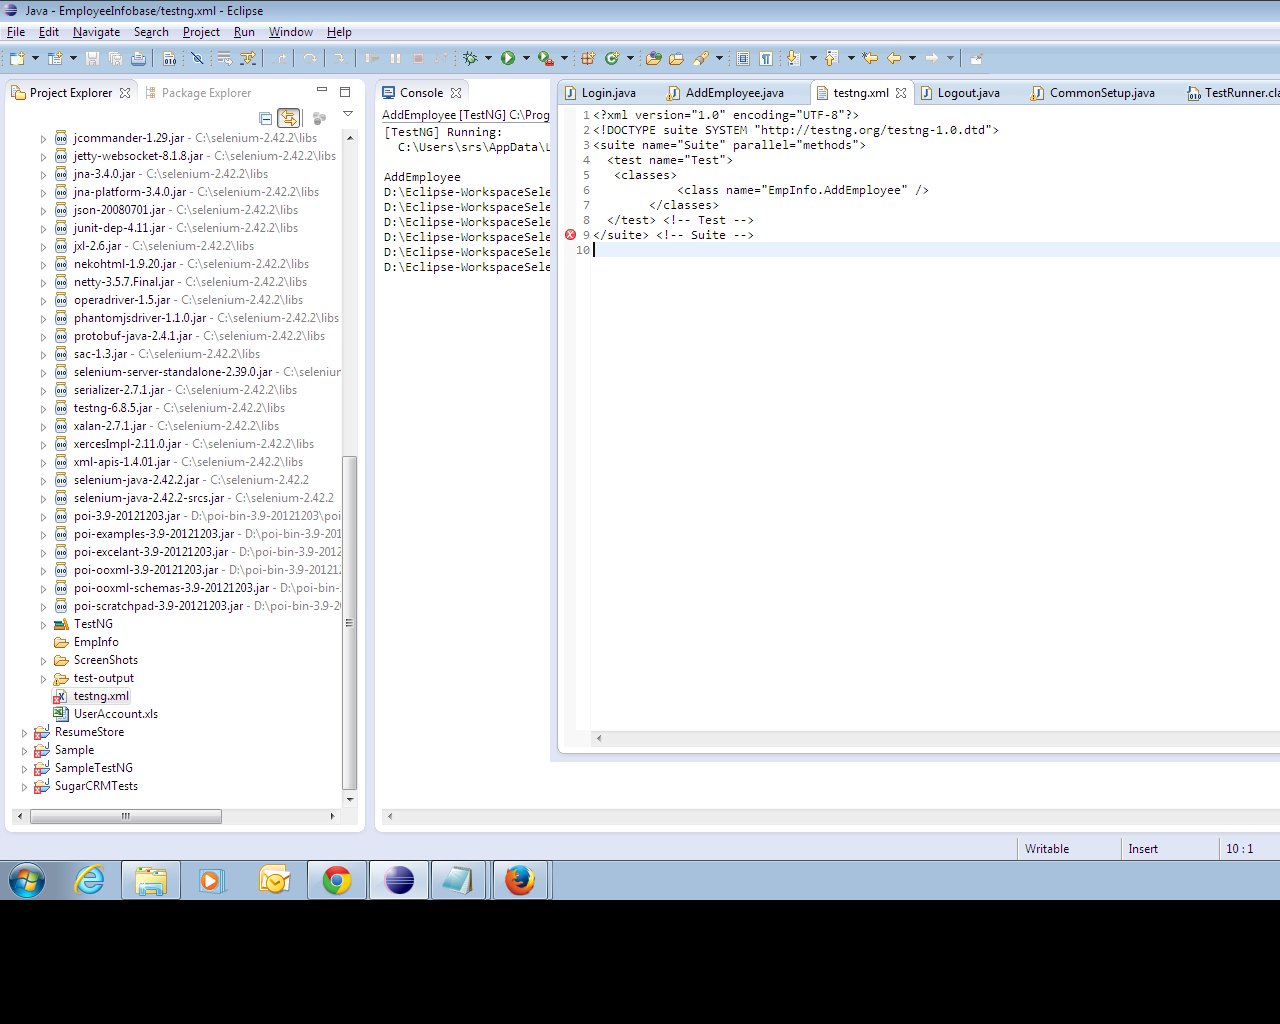 Java - EmployeeInfobase/testng.xml - Eclipse
File Edit Navigate Search Project Run Window Help
Project Explorer
Package Explorer
jcommander-1.29.jar - C:\selenium-2.42.2\libs
jetty-websocket-8.1.8.jar - C:\selenium-2.42.2\libs
jna-3.4.0.jar - C:\selenium-2.42.2\libs
jna-platform-3.4.0.jar - C:\selenium-2.42.2\libs
json-20080701.jar - C:\selenium-2.42.2\libs
junit-dep-4.11.jar - C:\selenium-2.42.2\libs
jxl-2.6.jar - C:\selenium-2.42.2\libs
nekohtml-1.9.20.jar - C:\selenium-2.42.2\libs
netty-3.5.7.Final.jar - C:\selenium-2.42.2\libs
operadriver-1.5.jar - C:\selenium-2.42.2\libs
phantomjsdriver-1.1.0.jar - C:\selenium-2.42.2\libs
protobuf-java-2.4.1.jar - C:\selenium-2.42.2\libs
sac-1.3.jar - C:\selenium-2.42.2\libs
selenium-server-standalone-2.39.0.jar - C:\seleniun
serializer-2.7.1.jar - C:\selenium-2.42.2\libs
testng-6.8.5.jar - C:\selenium-2.42.2\libs
xalan-2.7.1.jar - C:\selenium-2.42.2\libs
xercesImpl-2.11.0.jar - C:\selenium-2.42.2\libs
xml-apis-1.4.01.jar - C:\selenium-2.42.2\libs
selenium-java-2.42.2.jar - C:\selenium-2.42.2
selenium-java-2.42.2-srcs.jar - C:\selenium-2.42.2
poi-3.9-20121203.jar - D:\poi-bin-3.9-20121203\poi
poi-examples-3.9-20121203.jar - D:\poi-bin-3.9-201
poi-excelant-3.9-20121203.jar - D:\poi-bin-3.9-2012
poi-ooxml-3.9-20121203.jar - D:\poi-bin-3.9-20121
poi-ooxml-schemas-3.9-20121203.jar - D:\poi-bin-
poi-scratchpad-3.9-20121203.jar - D:\poi-bin-3.9-2
TestNG
EmpInfo
ScreenShots
test-output
testng.xml
UserAccount.xls
ResumeStore
Sample
SampleTestNG
SugarCRMTests
Console
AddEmployee [TestNG] C:\Prog
[TestNG] Running:
C:\Users\srs\AppData\L
AddEmployee
D:\Eclipse-WorkspaceSele
D:\Eclipse-WorkspaceSele
D:\Eclipse-WorkspaceSele
D:\Eclipse-WorkspaceSele
D:\Eclipse-WorkspaceSele
D:\Eclipse-WorkspaceSele
Login.java AddEmployee.java testng.xml Logout.java CommonSetup.java TestRunner.cla
1 <?xml version="1.0" encoding="UTF-8"?>
2 <!DOCTYPE suite SYSTEM "http://testng.org/testng-1.0.dtd">
3 <suite name="Suite" parallel="methods">
4 <test name="Test">
5 <classes>
6 <class name="EmpInfo.AddEmployee" />
7 </classes>
8 </test> <!-- Test -->
9 </suite> <!-- Suite -->
10
Writable Insert 10 : 1